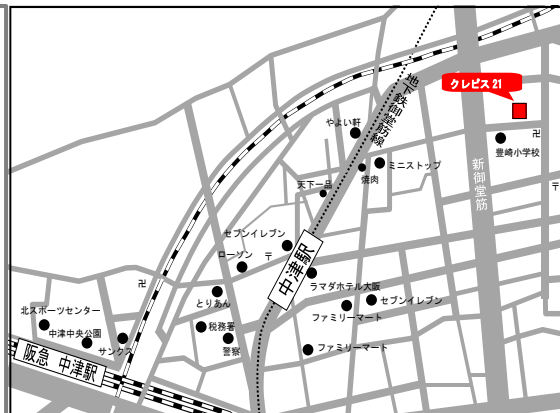 クレピス21
地下鉄御堂筋線
やよい軒
卍
豊崎小学校
ミニストップ
焼肉
〒
新御堂筋
天下一品
セブンイレブン
ローソン
〒
中津駅
卍
ラマダホテル大阪
とりあん
セブンイレブン
ファミリーマート
北スポーツセンター
中津中央公園
税務署
サンクス
警察
ファミリーマート
阪急 中津駅